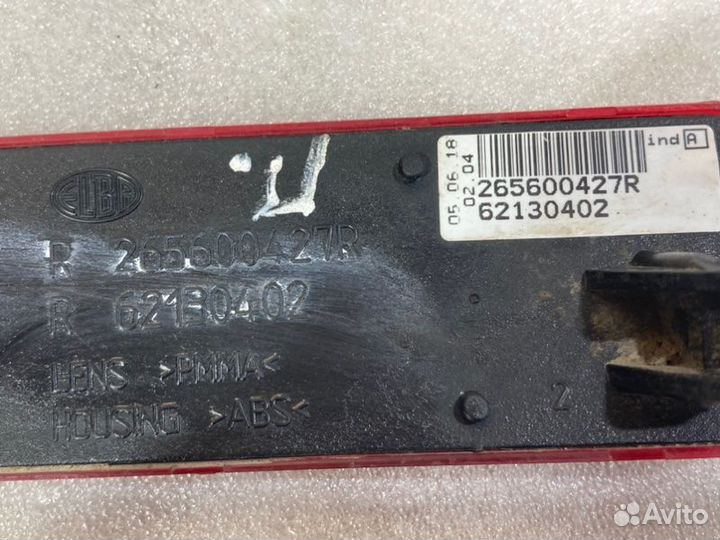 EUBA
R 265600427R
R 62130402
LENS >PMMA<
HOUSING >ABS<
05.06.18
02.04
ind A
265600427R
62130402
2
Avito